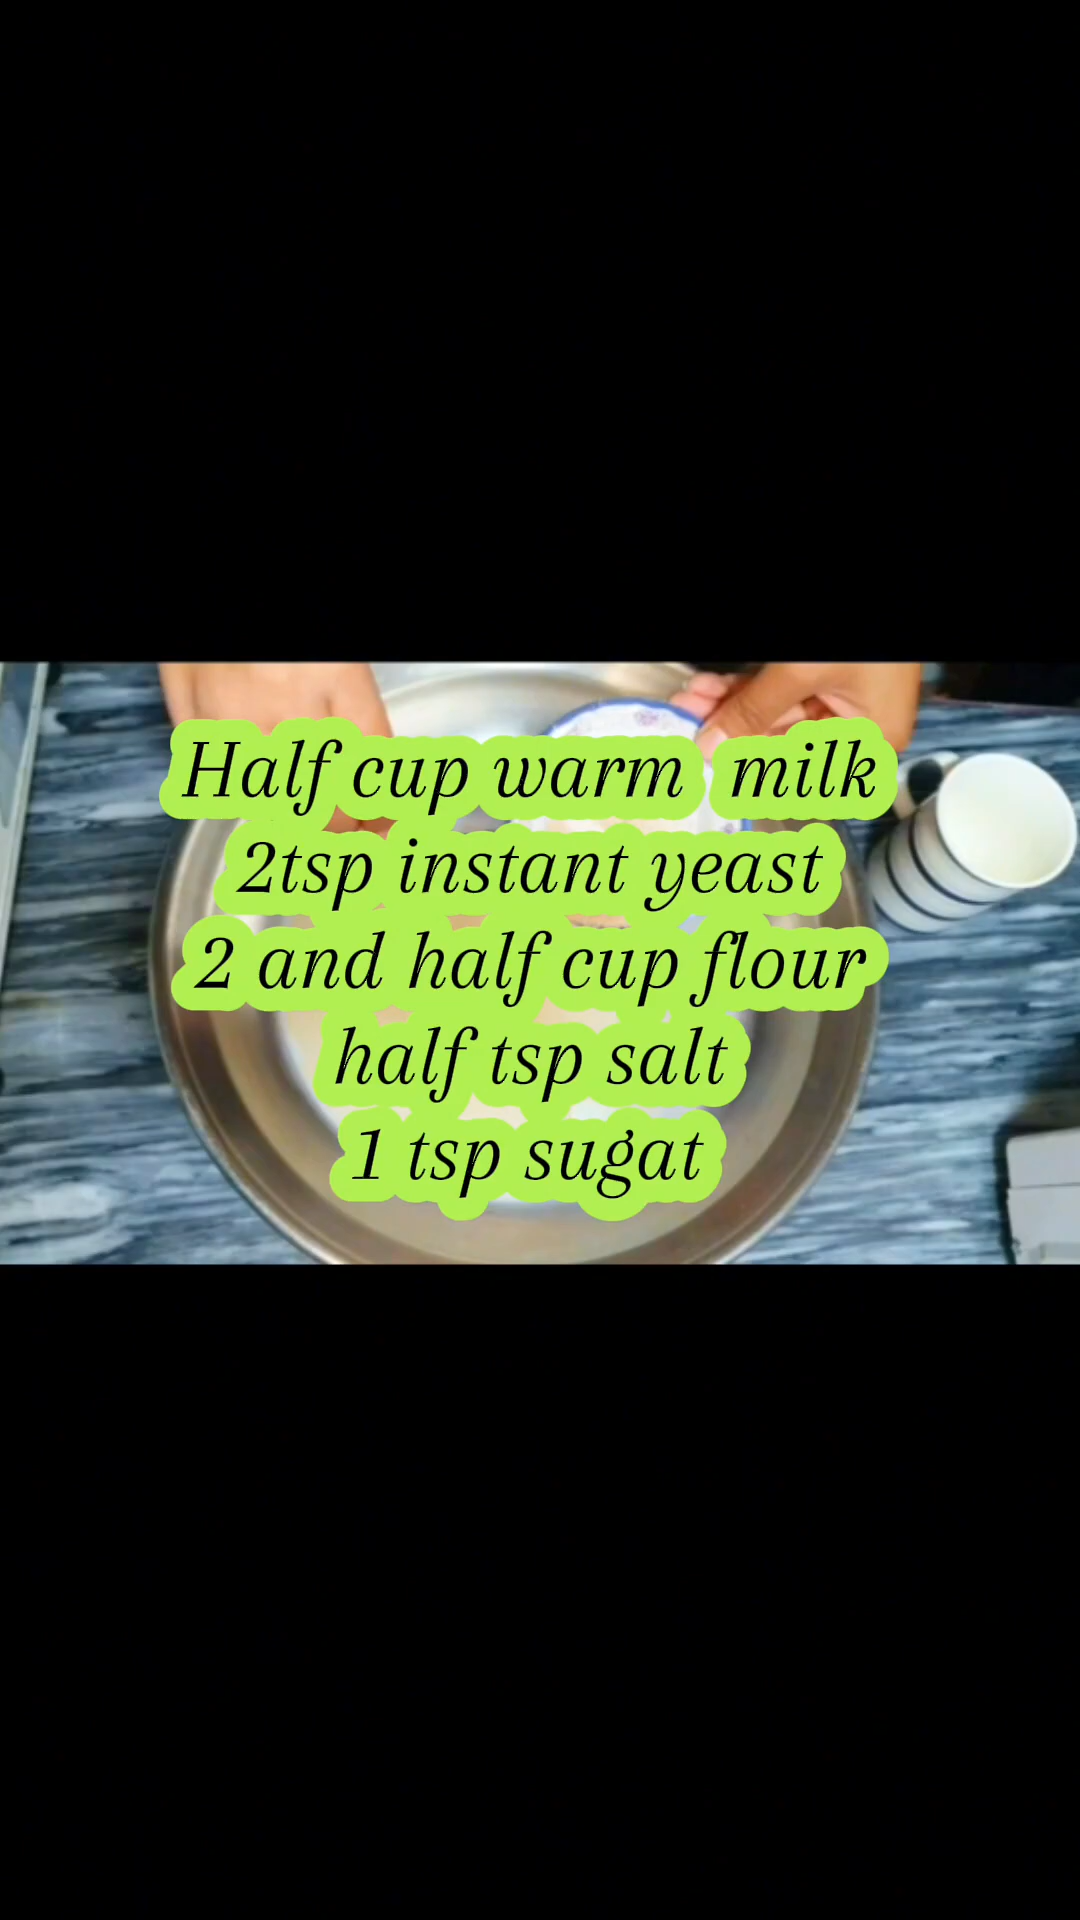 Half cup warm milk
2tsp instant yeast
2 and half cup flour
half tsp salt
1 tsp sugat